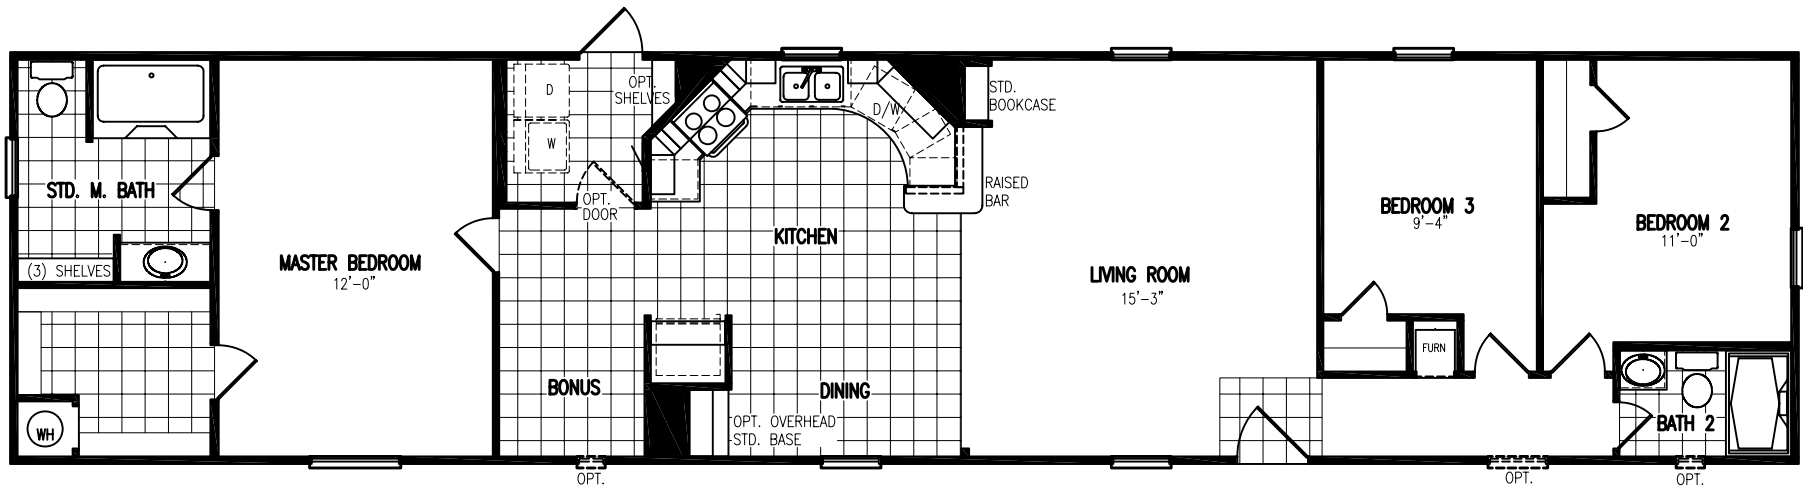 D
W
OPT.
SHELVES
OPT.
DOOR
D/W
STD.
BOOKCASE
RAISED
BAR
STD. M. BATH
(3) SHELVES
WH
MASTER BEDROOM
12'-0"
KITCHEN
BONUS
DINING
OPT. OVERHEAD
STD. BASE
LIVING ROOM
15'-3"
BEDROOM 3
9'-4"
FURN
BEDROOM 2
11'-0"
BATH 2
OPT.
OPT.
OPT.